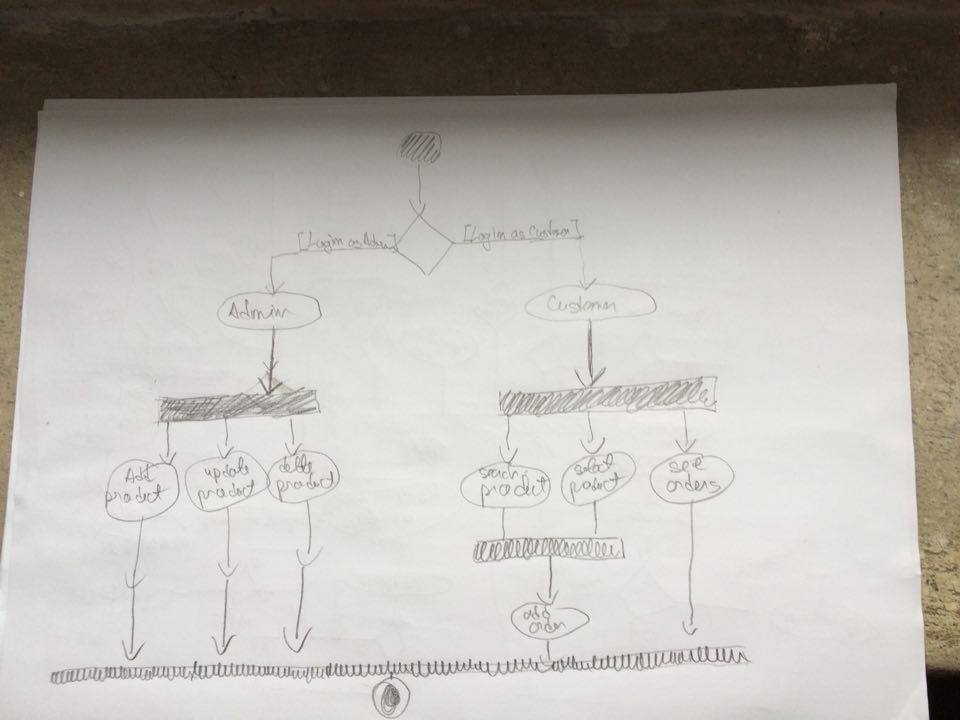 [Login as Admin]
[Login as Customer]
Admin
Customer
Add
product
update
product
delte
product
search
product
select
product
see
orders
add
order